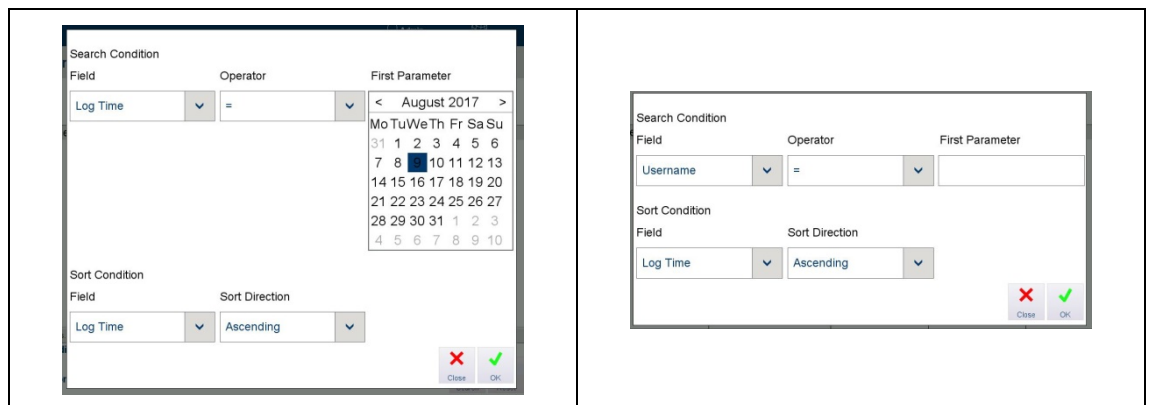 Search Condition
Field Operator First Parameter
Log Time = < August 2017 >
Mo Tu We Th Fr Sa Su
31 1 2 3 4 5 6
7 8 9 10 11 12 13
14 15 16 17 18 19 20
21 22 23 24 25 26 27
28 29 30 31 1 2 3
4 5 6 7 8 9 10
Sort Condition
Field Sort Direction
Log Time Ascending
Close OK
Search Condition
Field Operator First Parameter
Username =
Sort Condition
Field Sort Direction
Log Time Ascending
Close OK